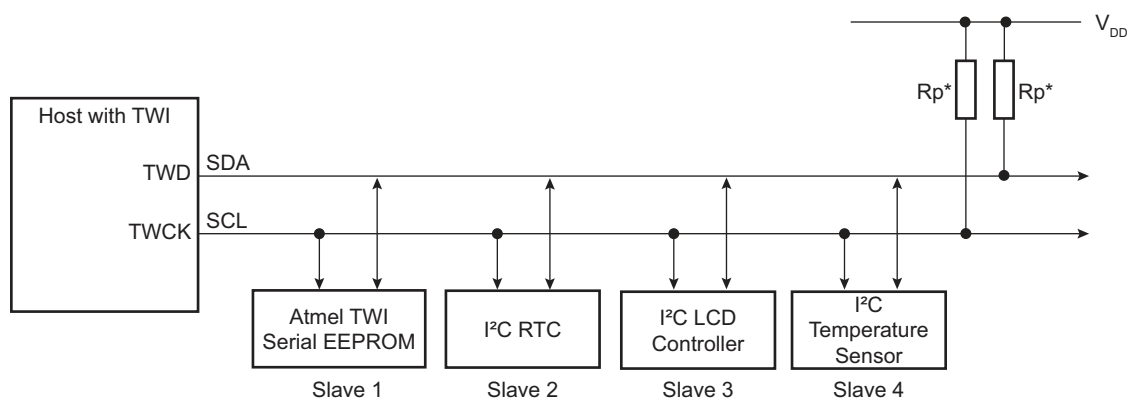 V_DD
Rp* Rp*
Host with TWI
TWD
SDA
TWCK
SCL
Atmel TWI
Serial EEPROM
I²C RTC
I²C LCD
Controller
I²C
Temperature
Sensor
Slave 1
Slave 2
Slave 3
Slave 4